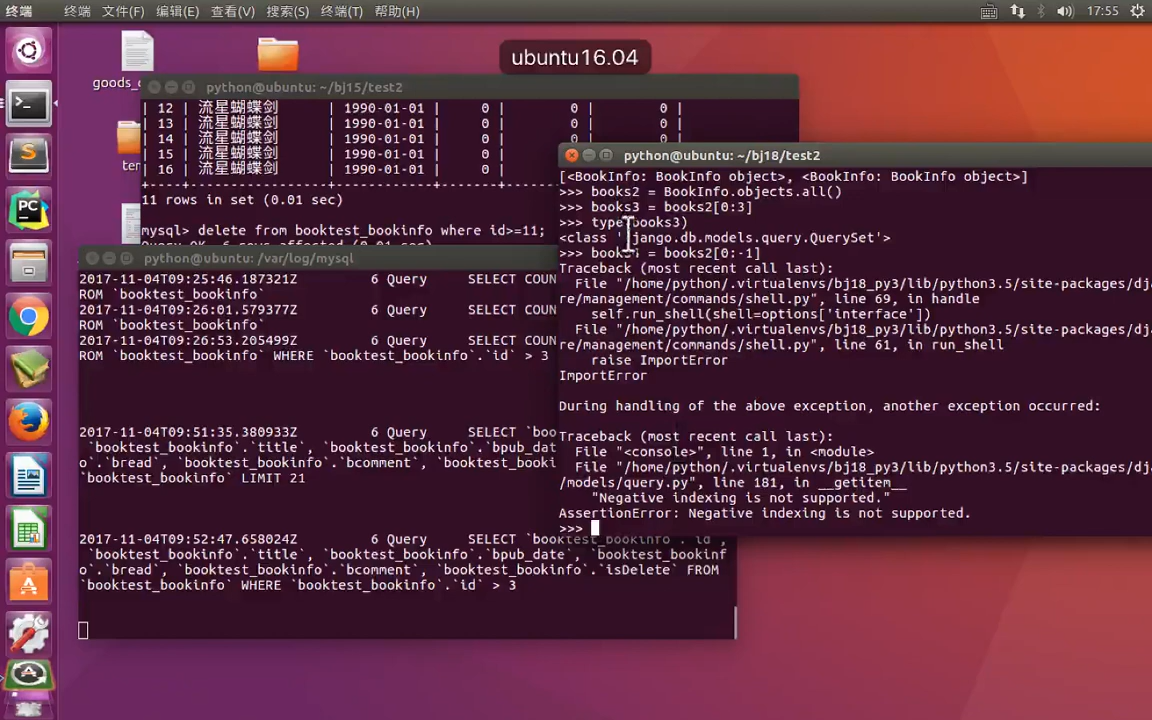 终端 终端 文件(F) 编辑(E) 查看(V) 搜索(S) 终端(T) 帮助(H) 17:55
ubuntu16.04
python@ubuntu: ~/bj15/test2
| 12 | 流星蝴蝶剑 | 1990-01-01 | 0 | 0 | |
| 13 | 流星蝴蝶剑 | 1990-01-01 | 0 | 0 | |
| 14 | 流星蝴蝶剑 | 1990-01-01 | 0 | 0 |
| 15 | 流星蝴蝶剑 | 1990-01-01 | 0 |
| 16 | 流星蝴蝶剑 | 1990-01-01 | 0 |
11 rows in set (0.01 sec)
mysql> delete from booktest_bookinfo where id>=11;
python@ubuntu: /var/log/mysql
2017-11-04T09:25:46.187321Z 6 Query SELECT COUN
ROM `booktest_bookinfo`
2017-11-04T09:26:01.579377Z 6 Query SELECT COUN
ROM `booktest_bookinfo`
2017-11-04T09:26:53.205499Z 6 Query SELECT COUN
ROM `booktest_bookinfo` WHERE `booktest_bookinfo`.`id` > 3
2017-11-04T09:51:35.380933Z 6 Query SELECT `boo
`booktest_bookinfo`.`title`, `booktest_bookinfo`.`bpub_dat
o`.`bread`, `booktest_bookinfo`.`bcomment`, `booktest_booki
`booktest_bookinfo` LIMIT 21
2017-11-04T09:52:47.658024Z 6 Query SELECT `booktest_bookinfo`.`id`,
`booktest_bookinfo`.`title`, `booktest_bookinfo`.`bpub_date`, `booktest_bookinf
o`.`bread`, `booktest_bookinfo`.`bcomment`, `booktest_bookinfo`.`isDelete` FROM
`booktest_bookinfo` WHERE `booktest_bookinfo`.`id` > 3
python@ubuntu: ~/bj18/test2
[<BookInfo: BookInfo object>, <BookInfo: BookInfo object>]
>>> books2 = BookInfo.objects.all()
>>> books3 = books2[0:3]
>>> type(books3)
<class 'django.db.models.query.QuerySet'>
>>> books3 = books2[0:-1]
Traceback (most recent call last):
File "/home/python/.virtualenvs/bj18_py3/lib/python3.5/site-packages/dja
re/management/commands/shell.py", line 69, in handle
self.run_shell(shell=options['interface'])
File "/home/python/.virtualenvs/bj18_py3/lib/python3.5/site-packages/dja
re/management/commands/shell.py", line 61, in run_shell
raise ImportError
ImportError
During handling of the above exception, another exception occurred:
Traceback (most recent call last):
File "<console>", line 1, in <module>
File "/home/python/.virtualenvs/bj18_py3/lib/python3.5/site-packages/dja
/models/query.py", line 181, in __getitem__
"Negative indexing is not supported."
AssertionError: Negative indexing is not supported.
>>>